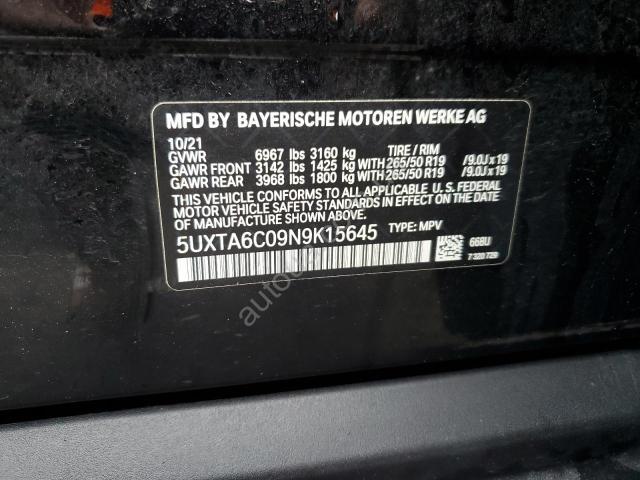 MFD BY BAYERISCHE MOTOREN WERKE AG
10/21
GVWR 6967 lbs 3160 kg TIRE / RIM
GAWR FRONT 3142 lbs 1425 kg WITH 265/50 R19 /9.0J x 19
GAWR REAR 3968 lbs 1800 kg WITH 265/50 R19 /9.0J x 19
THIS VEHICLE CONFORMS TO ALL APPLICABLE U. S. FEDERAL
MOTOR VEHICLE SAFETY STANDARDS IN EFFECT ON THE DATE
OF MANUFACTURE SHOWN ABOVE.
5UXTA6C09N9K15645 TYPE: MPV
668U
7 320 729